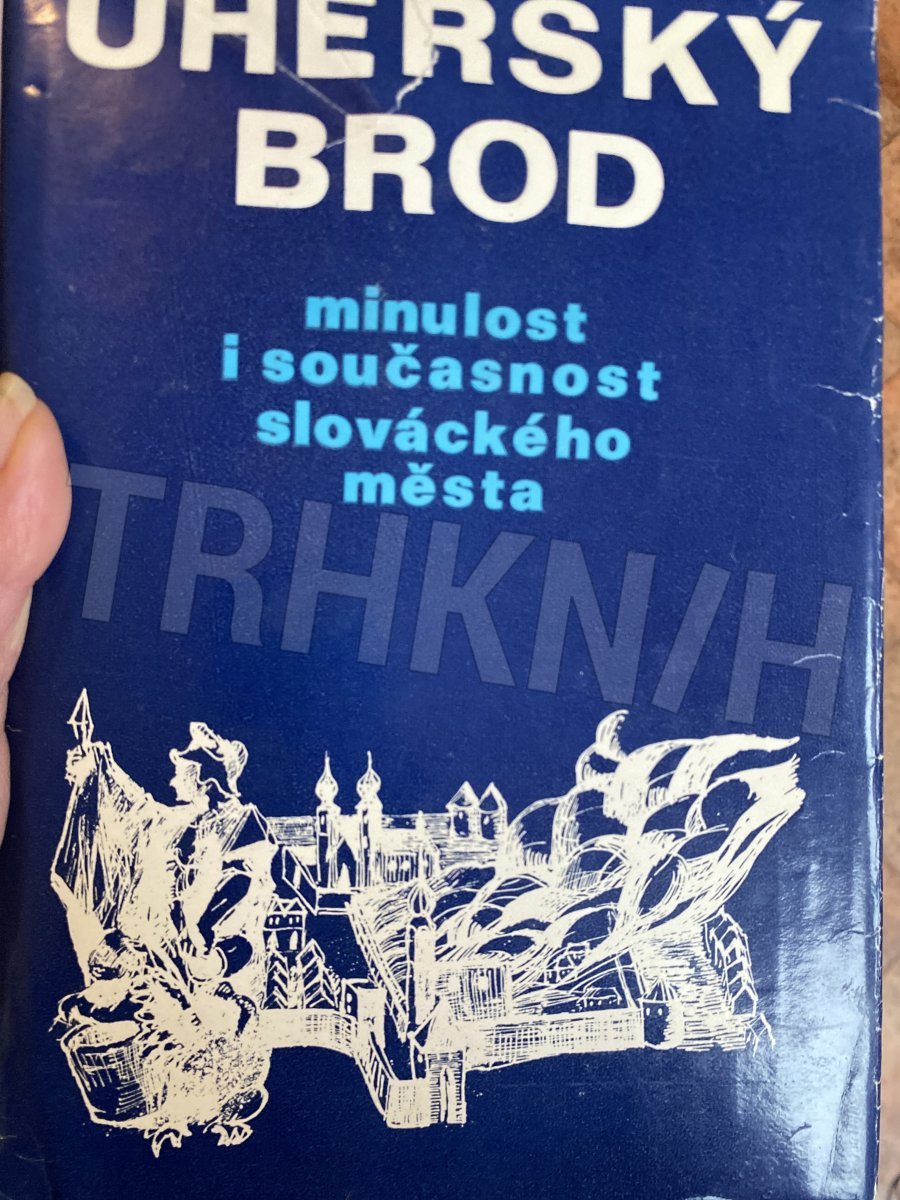 UHERSKÝ
BROD
minulost
i současnost
slováckého
města
TRHKN/H